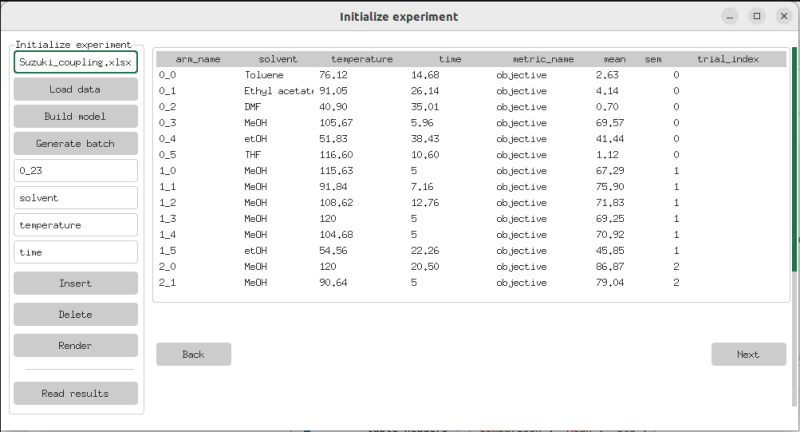 Initialize experiment
Initialize experiment
Suzuki_coupling.xlsx
Load data
Build model
Generate batch
0_23
solvent
temperature
time
Insert
Delete
Render
Read results
arm_name solvent temperature time metric_name mean sem trial_index
0_0 Toluene 76.12 14.68 objective 2.63 0
0_1 Ethyl acetate 91.05 26.14 objective 4.14 0
0_2 DMF 40.90 35.01 objective 0.70 0
0_3 MeOH 105.67 5.96 objective 69.57 0
0_4 etOH 51.83 38.43 objective 41.44 0
0_5 THF 116.60 10.60 objective 1.12 0
1_0 MeOH 115.63 5 objective 67.29 1
1_1 MeOH 91.84 7.16 objective 75.90 1
1_2 MeOH 108.62 12.76 objective 71.83 1
1_3 MeOH 120 5 objective 69.25 1
1_4 MeOH 104.68 5 objective 70.92 1
1_5 etOH 54.56 22.26 objective 45.85 1
2_0 MeOH 120 20.50 objective 86.87 2
2_1 MeOH 90.64 5 objective 79.04 2
Back
Next